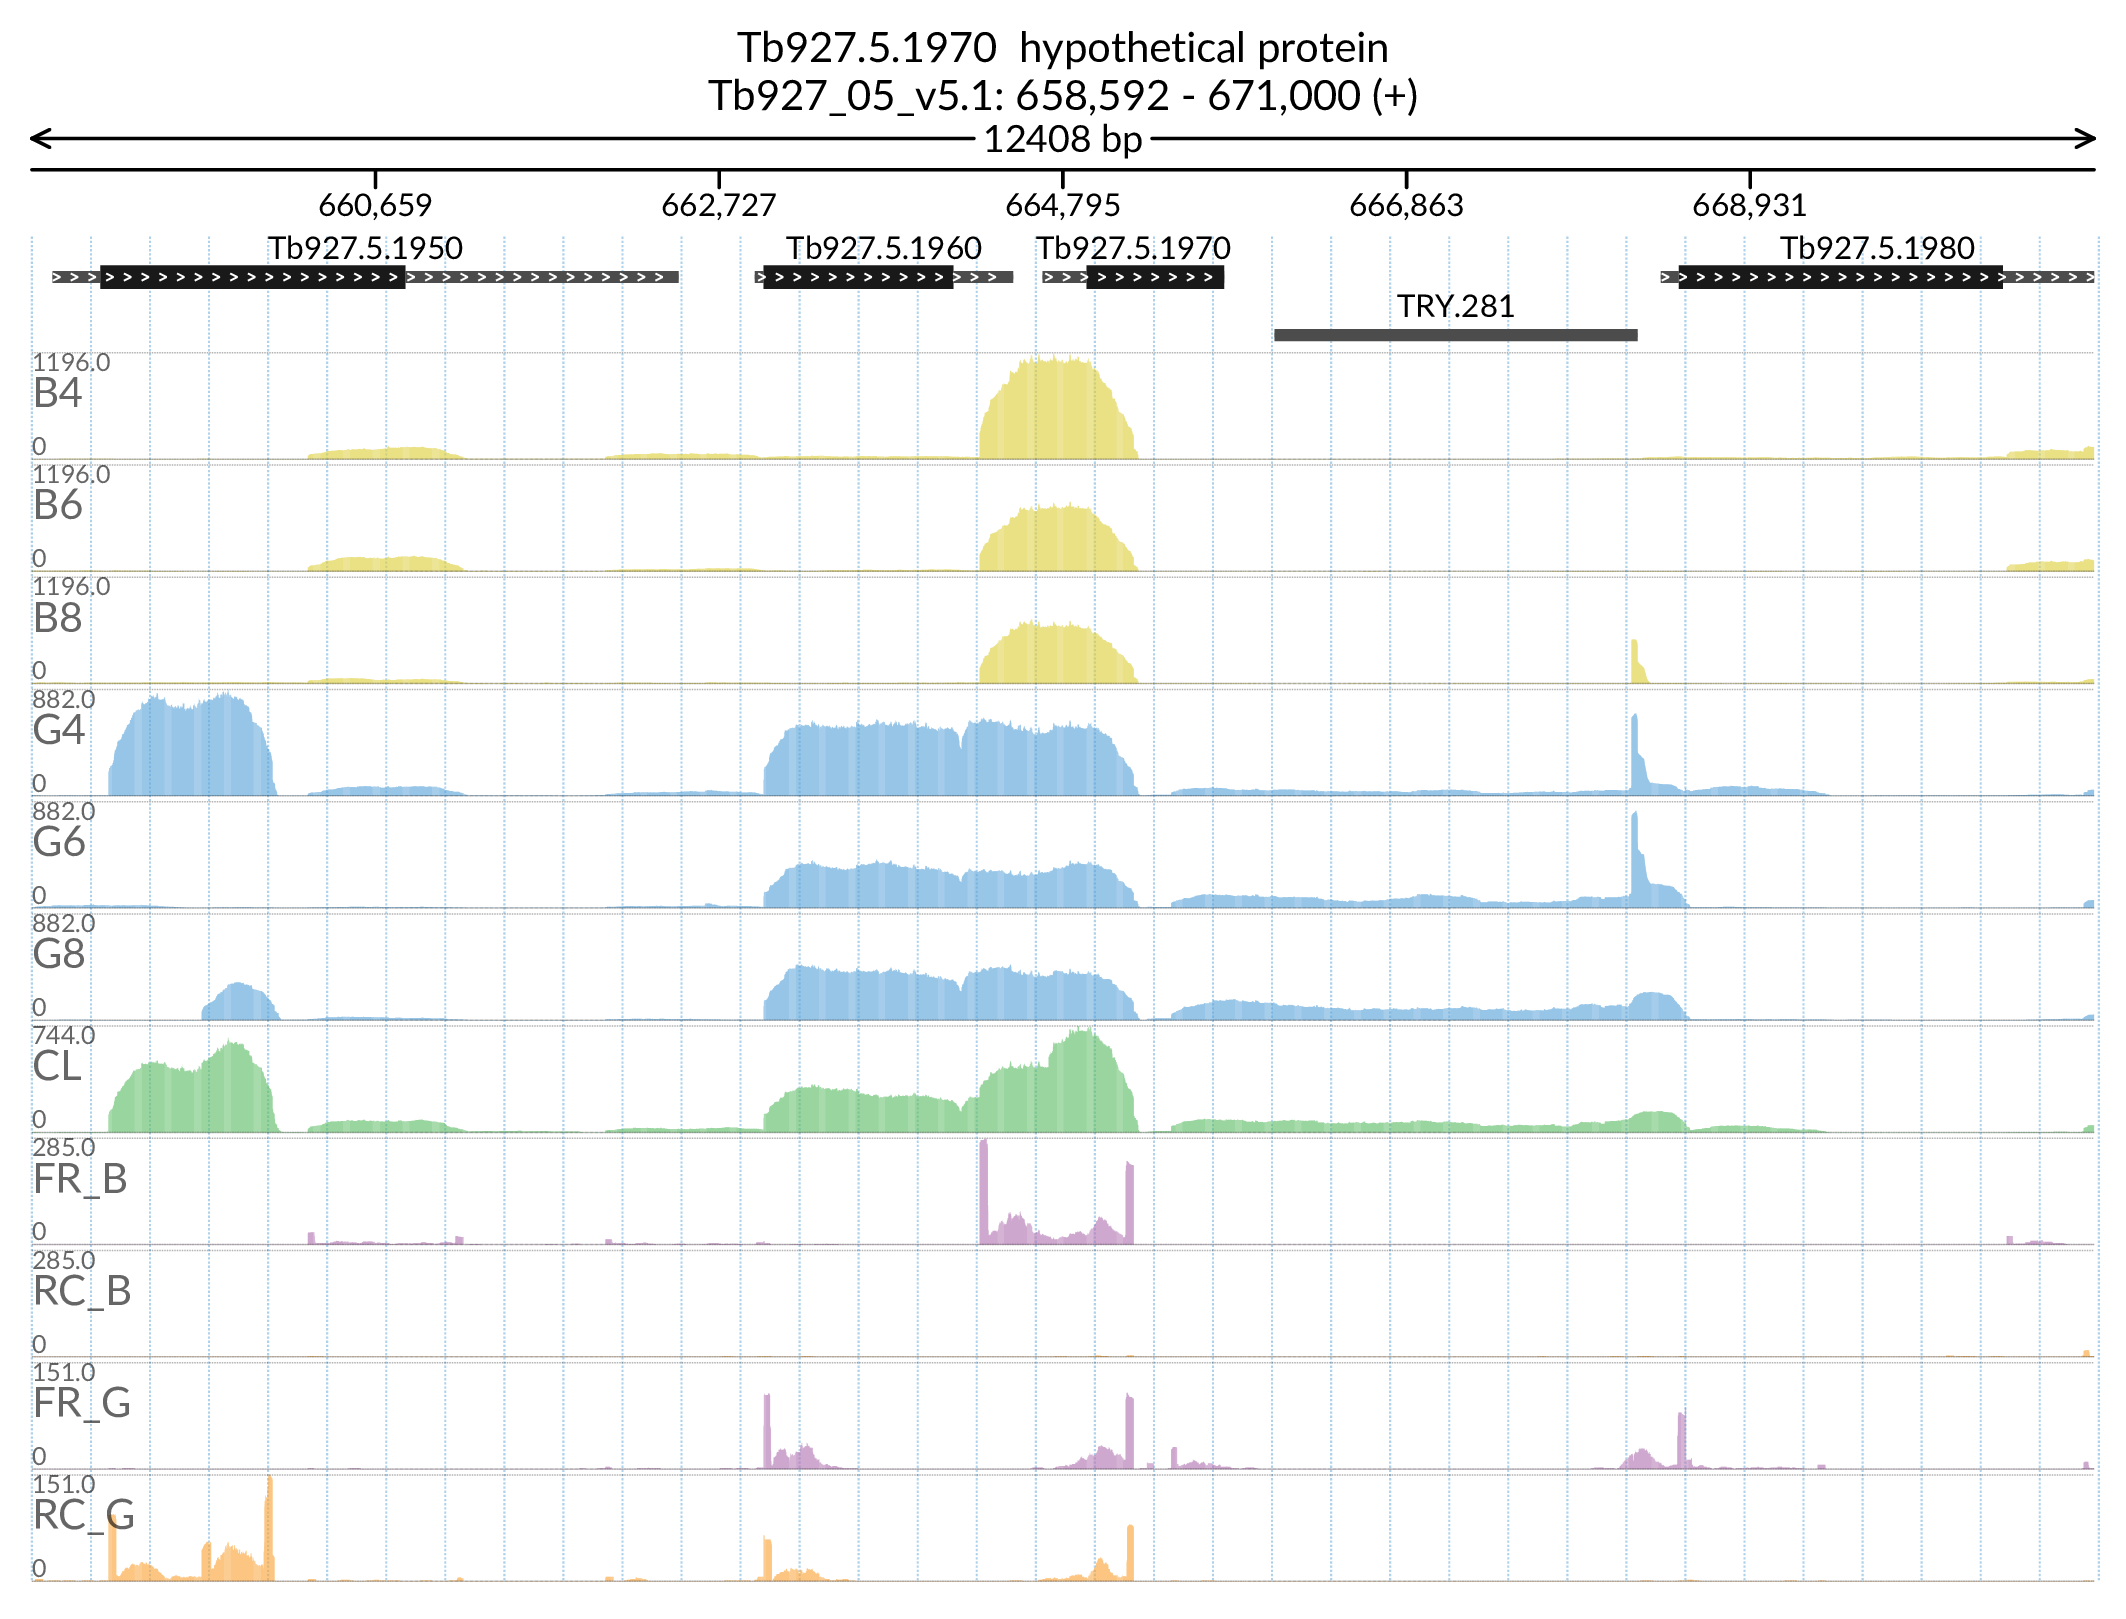 Tb927.5.1970  hypothetical protein
Tb927_05_v5.1: 658,592 - 671,000 (+)
12408 bp
660,659 662,727 664,795 666,863 668,931
Tb927.5.1950 Tb927.5.1960 Tb927.5.1970 Tb927.5.1980
TRY.281
1196.0
B4
0
1196.0
B6
0
1196.0
B8
0
882.0
G4
0
882.0
G6
0
882.0
G8
0
744.0
CL
0
285.0
FR_B
0
285.0
RC_B
0
151.0
FR_G
0
151.0
RC_G
0